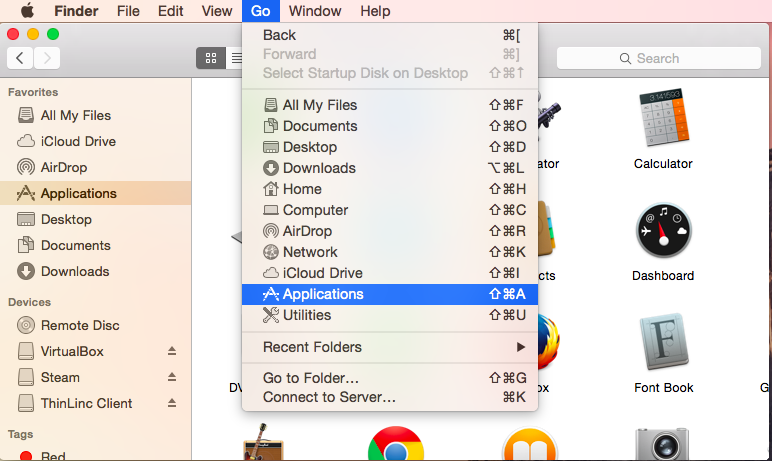 Finder File Edit View Go Window Help
Back ⌘[
Forward ⌘]
Select Startup Disk on Desktop ⇧⌘↑
All My Files ⇧⌘F
Documents ⇧⌘O
Desktop ⇧⌘D
Downloads ⌥⌘L
Home ⇧⌘H
Computer ⇧⌘C
AirDrop ⇧⌘R
Network ⇧⌘K
iCloud Drive ⇧⌘I
Applications ⇧⌘A
Utilities ⇧⌘U
Recent Folders
Go to Folder... ⇧⌘G
Connect to Server... ⌘K
Search
Favorites
All My Files
iCloud Drive
AirDrop
Applications
Desktop
Documents
Downloads
Devices
Remote Disc
VirtualBox
Steam
ThinLinc Client
Tags
Red
ator
3.141593
Calculator
cts
Dashboard
DV
ox
F
Font Book
G